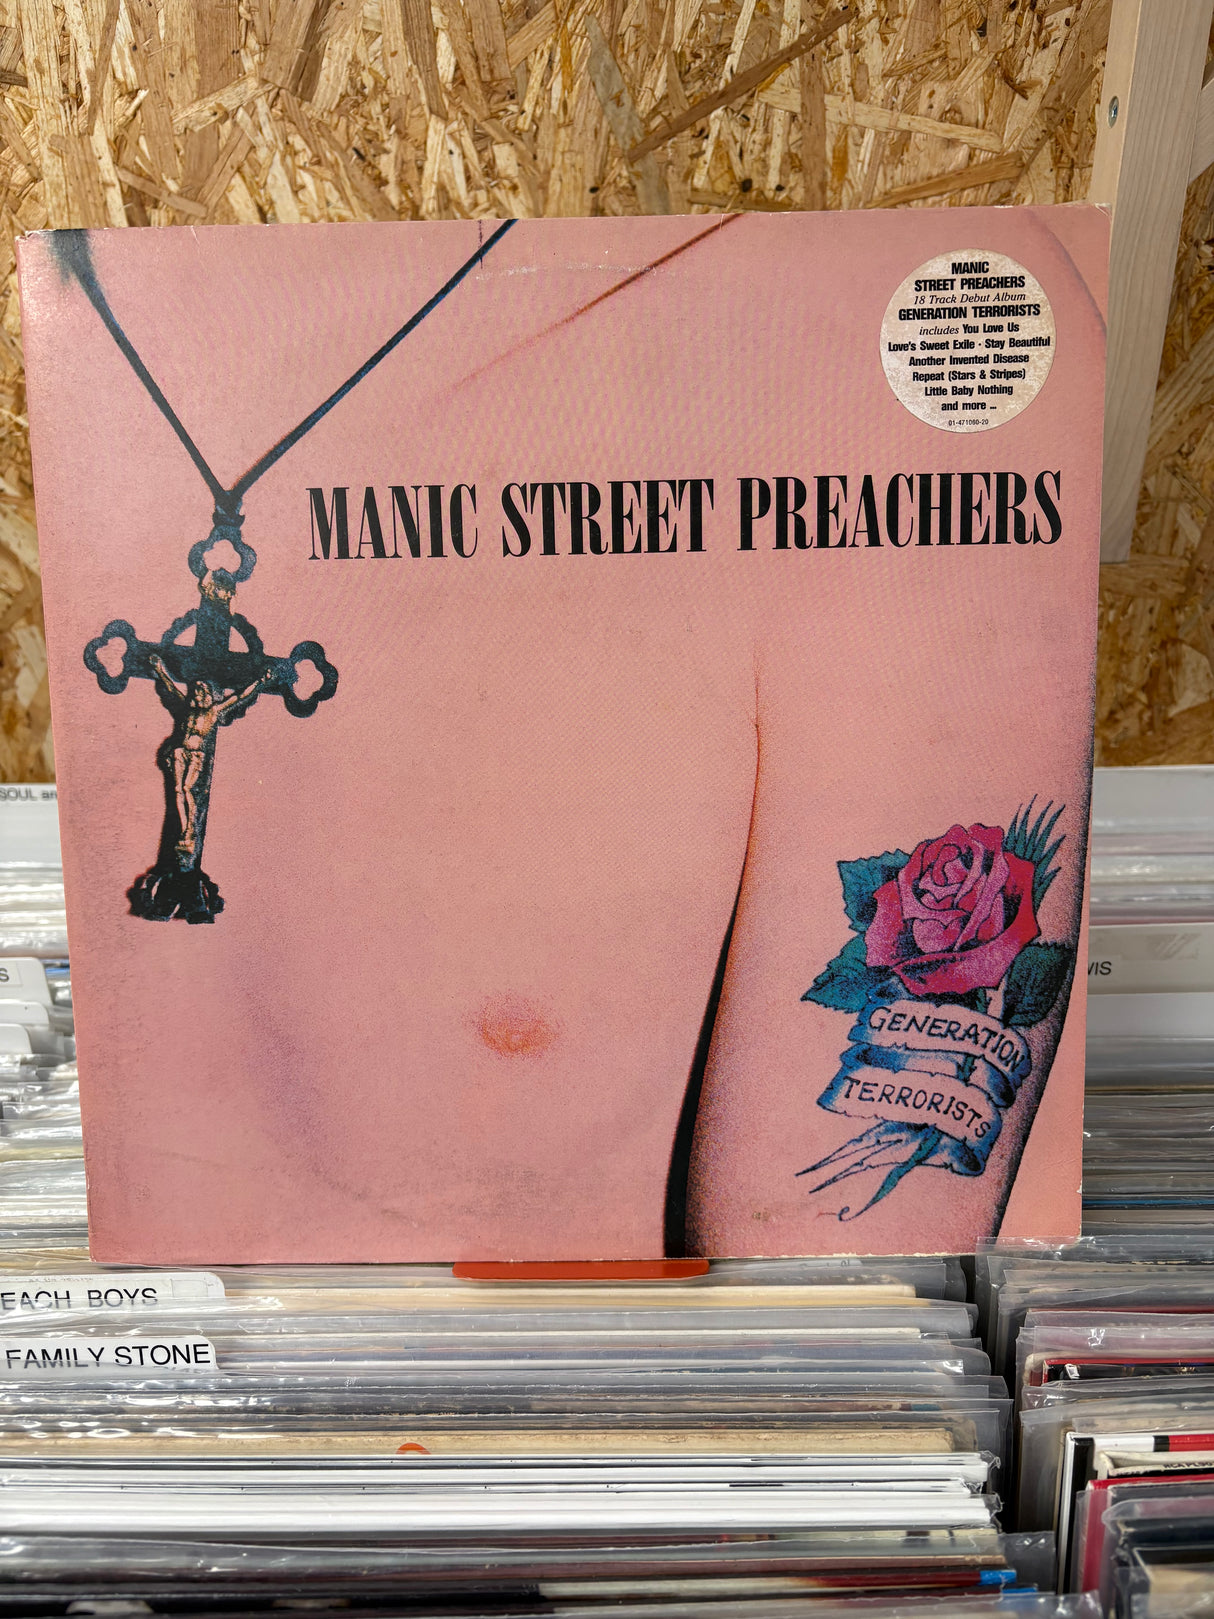 MANIC
STREET PREACHERS
18 Track Debut Album
GENERATION TERRORISTS
includes You Love Us
Love's Sweet Exile · Stay Beautiful
Another Invented Disease
Repeat (Stars & Stripes)
Little Baby Nothing
and more ...
01-471060-20
MANIC STREET PREACHERS
GENERATION
TERRORISTS
SOUL
S
VIS
EACH BOYS
FAMILY STONE